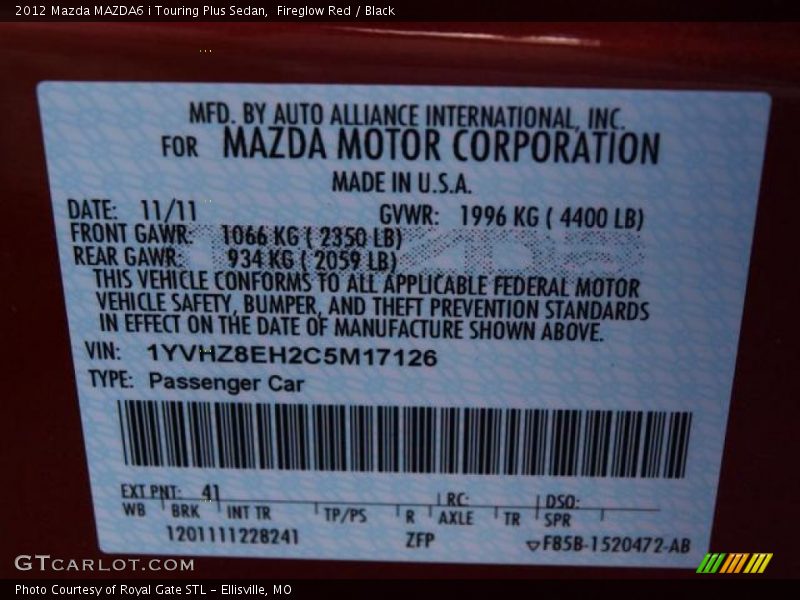 2012 Mazda MAZDA6 i Touring Plus Sedan,  Fireglow Red / Black
MFD. BY AUTO ALLIANCE INTERNATIONAL, INC.
FOR MAZDA MOTOR CORPORATION
MADE IN U.S.A.
DATE: 11/11 GVWR: 1996 KG ( 4400 LB)
FRONT GAWR: 1066 KG ( 2350 LB)
REAR GAWR: 934 KG ( 2059 LB)
THIS VEHICLE CONFORMS TO ALL APPLICABLE FEDERAL MOTOR
VEHICLE SAFETY, BUMPER, AND THEFT PREVENTION STANDARDS
IN EFFECT ON THE DATE OF MANUFACTURE SHOWN ABOVE.
VIN: 1YVHZ8EH2C5M17126
TYPE: Passenger Car
EXT PNT: 41 RC: DSO:
WB BRK INT TR TP/PS R AXLE TR SPR
1201111228241 ZFP F85B-1520472-AB
GTCARLOT.COM
Photo Courtesy of Royal Gate STL - Ellisville, MO